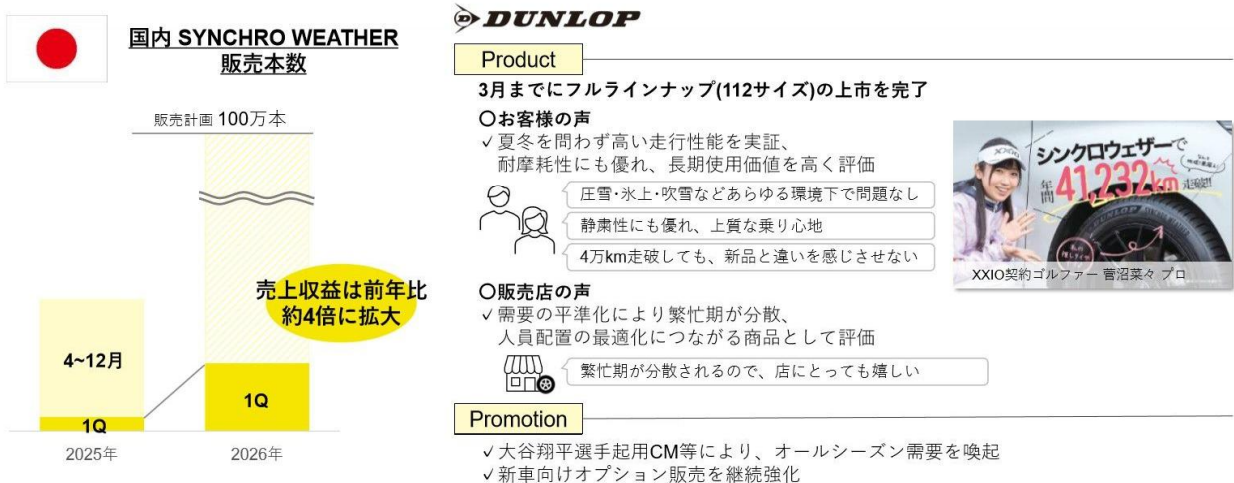 国内 SYNCHRO WEATHER
販売本数
販売計画 100万本
売上収益は前年比
約4倍に拡大
4~12月
1Q
1Q
2025年
2026年
DUNLOP
Product
3月までにフルラインナップ(112サイズ)の上市を完了
〇お客様の声
✓夏冬を問わず高い走行性能を実証、
耐摩耗性にも優れ、長期使用価値を高く評価
圧雪・氷上・吹雪などあらゆる環境下で問題なし
静粛性にも優れ、上質な乗り心地
4万km走破しても、新品と違いを感じさせない
XXIO
シンクロウェザーで
年間
41,232km
走破!!
DUNLOP
XXIO契約ゴルファー 菅沼菜々 プロ
〇販売店の声
✓需要の平準化により繁忙期が分散、
人員配置の最適化につながる商品として評価
繁忙期が分散されるので、店にとっても嬉しい
Promotion
✓大谷翔平選手起用CM等により、オールシーズン需要を喚起
✓新車向けオプション販売を継続強化